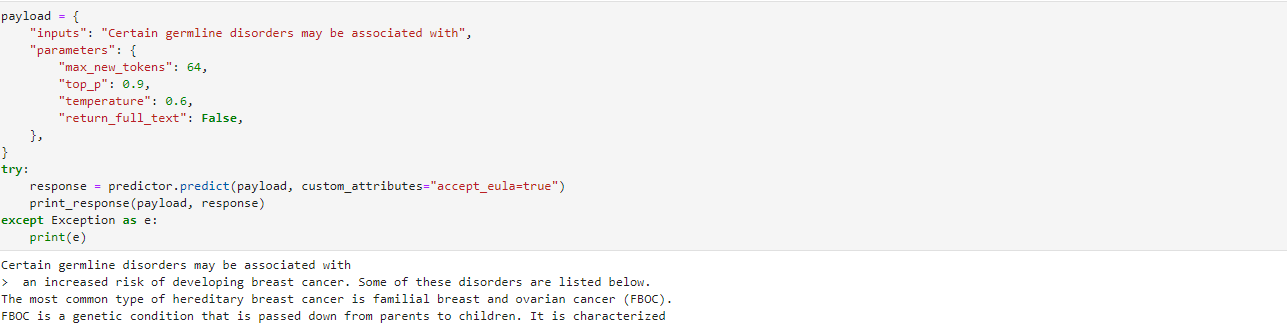 payload = {
    "inputs": "Certain germline disorders may be associated with",
    "parameters": {
        "max_new_tokens": 64,
        "top_p": 0.9,
        "temperature": 0.6,
        "return_full_text": False,
    },
}
try:
    response = predictor.predict(payload, custom_attributes="accept_eula=true")
    print_response(payload, response)
except Exception as e:
    print(e)
Certain germline disorders may be associated with
>  an increased risk of developing breast cancer. Some of these disorders are listed below.
The most common type of hereditary breast cancer is familial breast and ovarian cancer (FBOC).
FBOC is a genetic condition that is passed down from parents to children. It is characterized